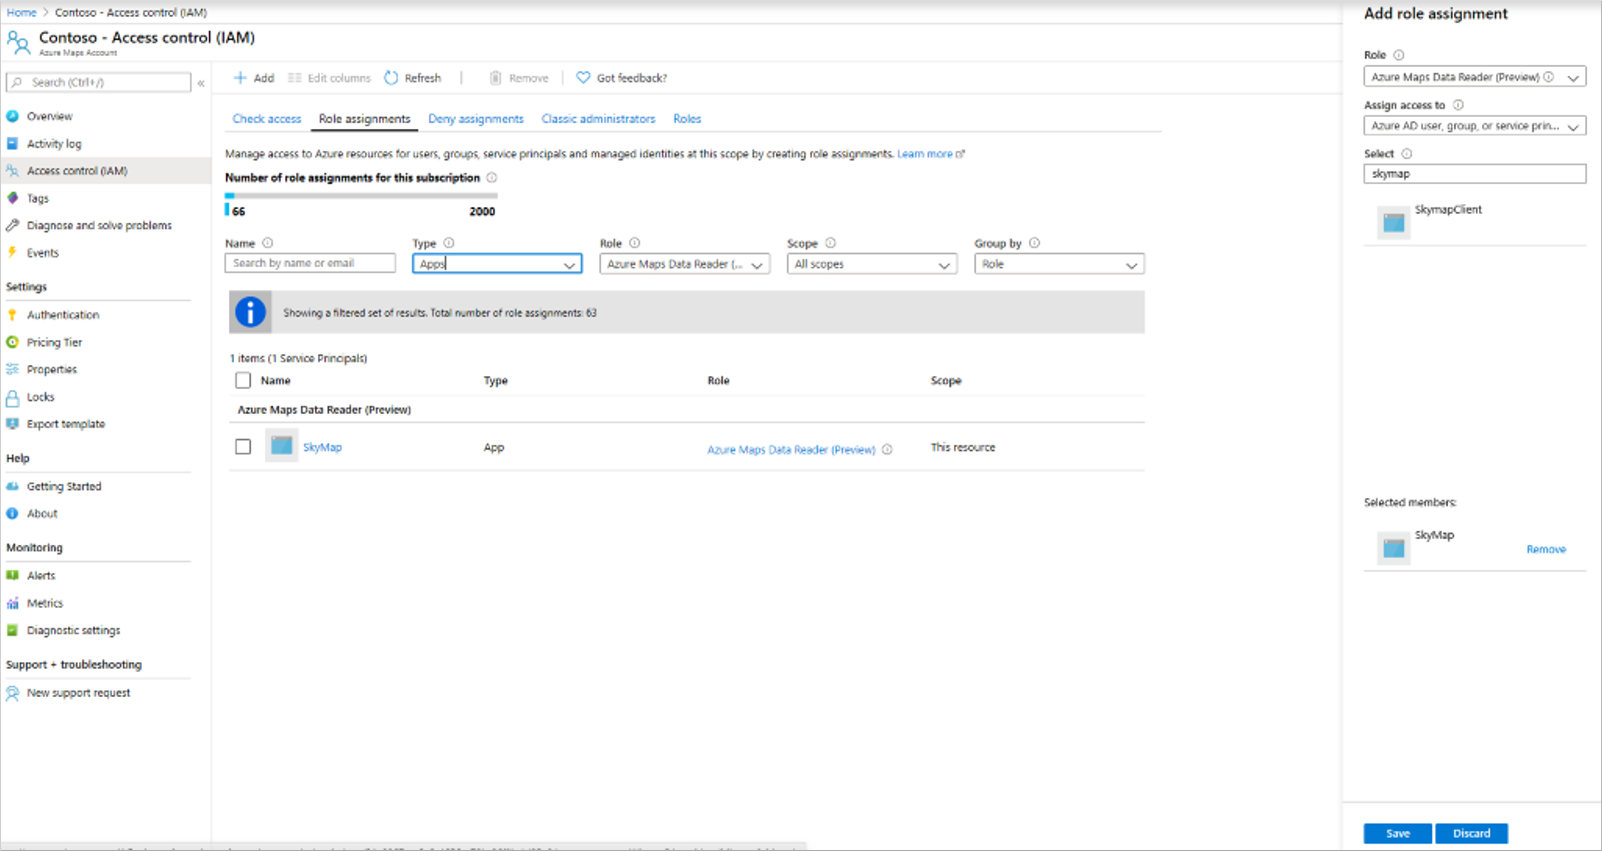 Home > Contoso - Access control (IAM)
Contoso - Access control (IAM)
Azure Maps Account
Search (Ctrl+/)
«
Overview
Activity log
Access control (IAM)
Tags
Diagnose and solve problems
Events
Settings
Authentication
Pricing Tier
Properties
Locks
Export template
Help
Getting Started
About
Monitoring
Alerts
Metrics
Diagnostic settings
Support + troubleshooting
New support request
Add Edit columns Refresh | Remove | Got feedback?
Check access Role assignments Deny assignments Classic administrators Roles
Manage access to Azure resources for users, groups, service principals and managed identities at this scope by creating role assignments. Learn more
Number of role assignments for this subscription
66 2000
Name Type Role Scope Group by
Search by name or email Apps Azure Maps Data Reader (... All scopes Role
Showing a filtered set of results. Total number of role assignments: 63
1 items (1 Service Principals)
Name Type Role Scope
Azure Maps Data Reader (Preview)
SkyMap App Azure Maps Data Reader (Preview) This resource
Add role assignment
Role
Azure Maps Data Reader (Preview)
Assign access to
Azure AD user, group, or service prin...
Select
skymap
SkymapClient
Selected members:
SkyMap
Remove
Save Discard